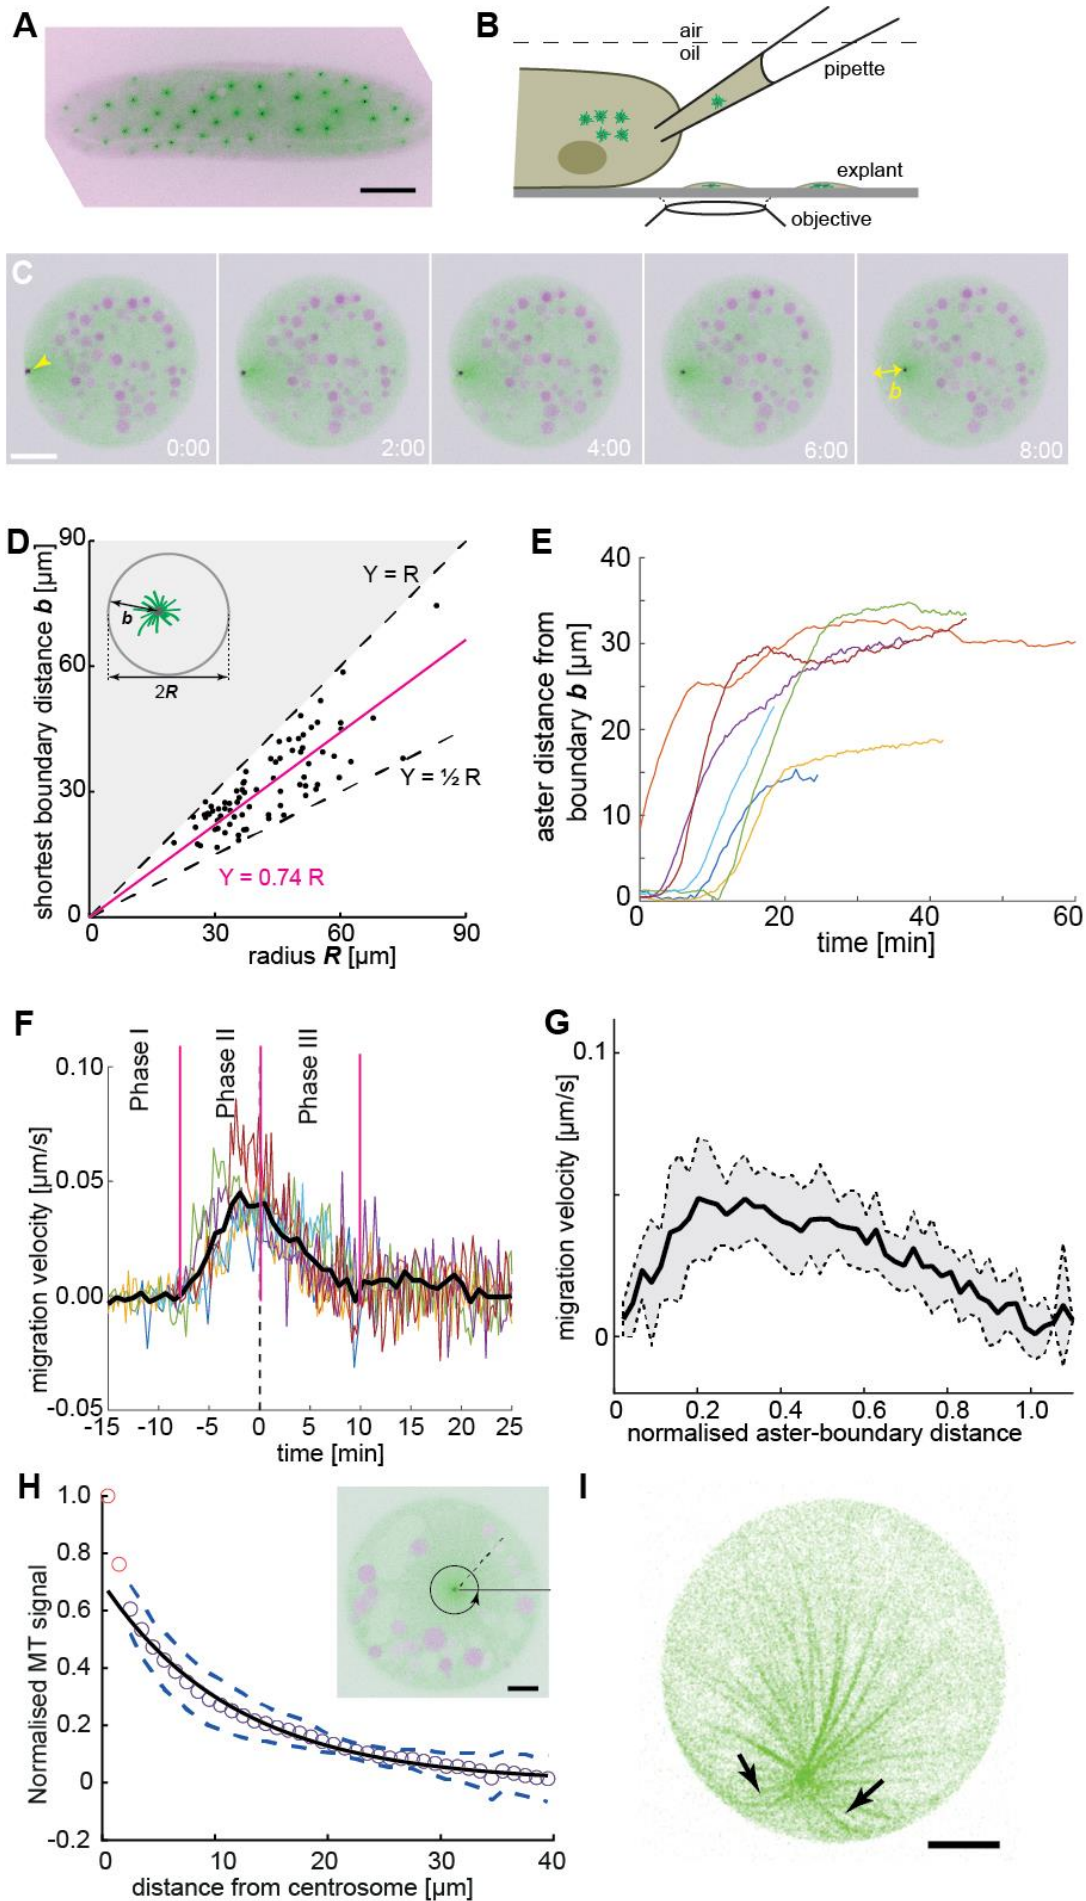 A
B
air
oil
pipette
explant
objective
C
0:00
2:00
4:00
6:00
b
8:00
D
shortest boundary distance b [µm]
90
60
30
0
b
2R
Y = R
Y = ½ R
Y = 0.74 R
0
30
60
90
radius R [µm]
E
aster distance from
boundary b [µm]
40
30
20
10
0
0
20
40
60
time [min]
F
migration velocity [µm/s]
Phase I
Phase II
Phase III
0.10
0.05
0.00
-0.05
-15
-10
-5
0
5
10
15
20
25
time [min]
G
migration velocity [µm/s]
0.1
0
0
0.2
0.4
0.6
0.8
1.0
normalised aster-boundary distance
H
Normalised MT signal
1.0
0.8
0.6
0.4
0.2
0
-0.2
0
10
20
30
40
distance from centrosome [µm]
I